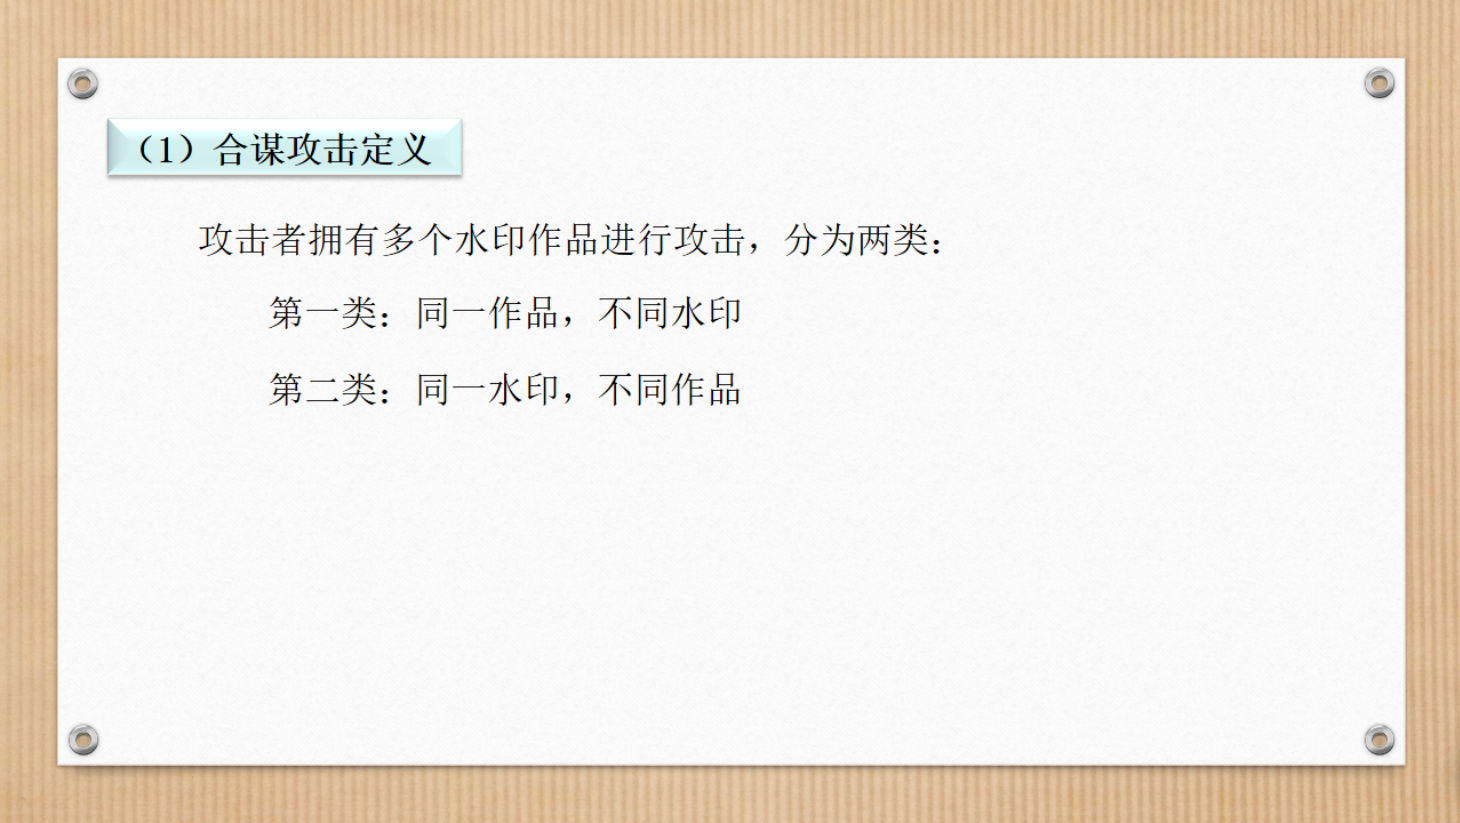 （1）合谋攻击定义
攻击者拥有多个水印作品进行攻击，分为两类：
第一类：同一作品，不同水印
第二类：同一水印，不同作品